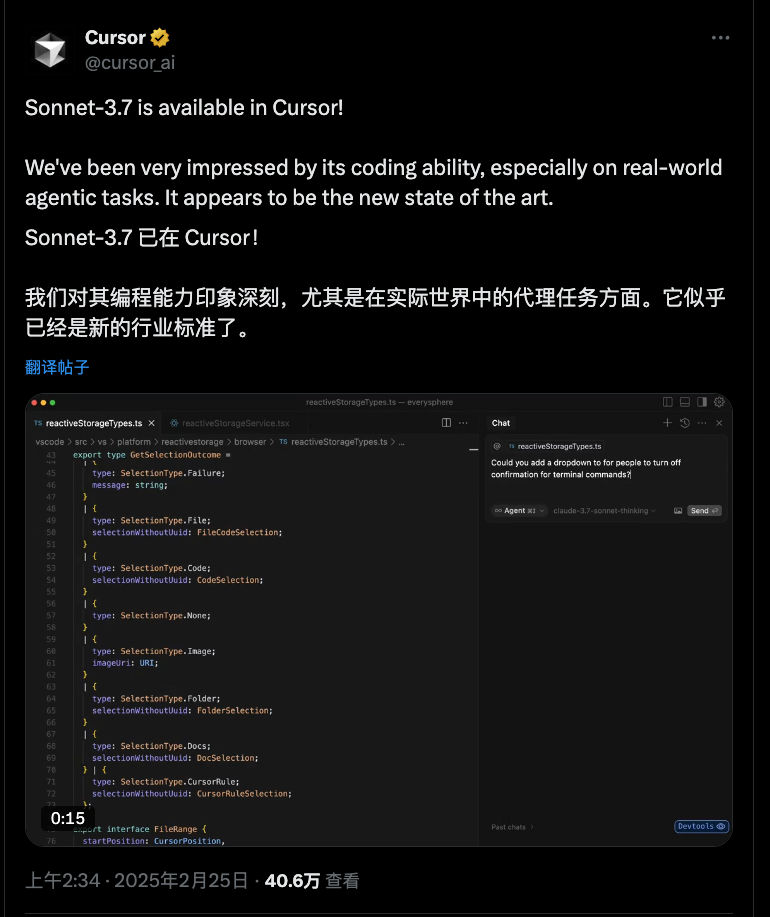 Cursor
@cursor_ai
Sonnet-3.7 is available in Cursor!
We've been very impressed by its coding ability, especially on real-world
agentic tasks. It appears to be the new state of the art.
Sonnet-3.7 已在 Cursor！
我们对其编程能力印象深刻，尤其是在实际世界中的代理任务方面。它似乎
已经是新的行业标准了。
翻译帖子
reactiveStorageTypes.ts — everysphere
TS reactiveStorageTypes.ts
reactiveStorageService.tsx
vscode > src > vs > platform > reactivestorage > browser > TS reactiveStorageTypes.ts > ...
43 export type GetSelectionOutcome =
44 | {
45 type: SelectionType.Failure;
46 message: string;
47 }
48 | {
49 type: SelectionType.File;
50 selectionWithoutUuid: FileCodeSelection;
51 }
52 | {
53 type: SelectionType.Code;
54 selectionWithoutUuid: CodeSelection;
55 }
56 | {
57 type: SelectionType.None;
58 }
59 | {
60 type: SelectionType.Image;
61 imageUri: URI;
62 }
63 | {
64 type: SelectionType.Folder;
65 selectionWithoutUuid: FolderSelection;
66 }
67 | {
68 type: SelectionType.Docs;
69 selectionWithoutUuid: DocSelection;
70 } | {
71 type: SelectionType.CursorRule;
72 selectionWithoutUuid: CursorRuleSelection;
73 };
export interface FileRange {
76 startPosition: CursorPosition,
0:15
Chat
@ TS reactiveStorageTypes.ts
Could you add a dropdown to for people to turn off
confirmation for terminal commands?
∞ Agent ⌘I claude-3.7-sonnet-thinking Send
Past chats >
Devtools
上午2:34 · 2025年2月25日 · 40.6万 查看